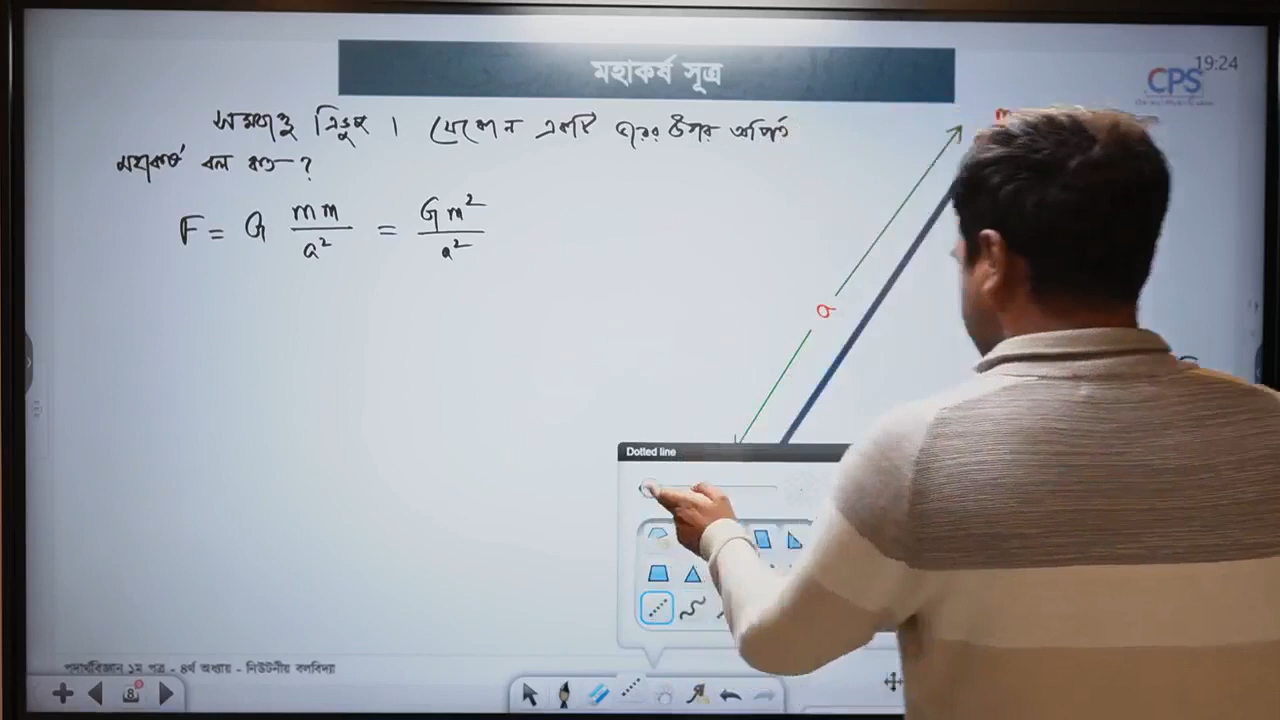 মহাকর্ষ সূত্র
CPS
19:24
সমবাহু ত্রিভুজ । যেকোন একটি ভরের উপর অর্পিত
মহাকর্ষ বল কত ?
F = G mm/a² = Gm²/a²
m
a
Dotted line
পদার্থবিজ্ঞান ১ম পত্র - ৪র্থ অধ্যায় - নিউটনীয় বলবিদ্যা
8